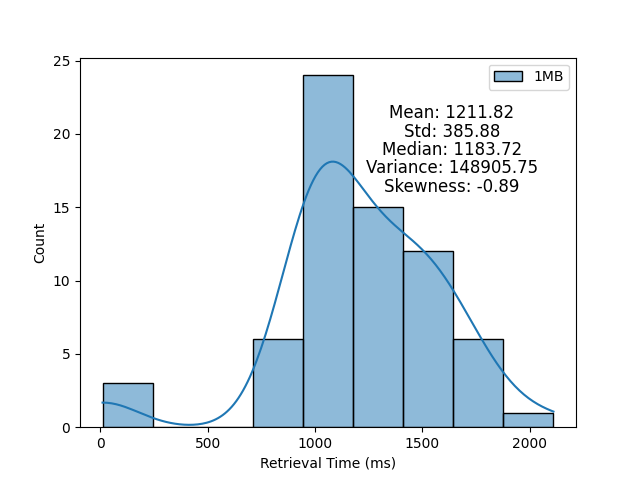 25
20
15
10
5
0
Count
1MB
Mean: 1211.82
Std: 385.88
Median: 1183.72
Variance: 148905.75
Skewness: -0.89
0 500 1000 1500 2000
Retrieval Time (ms)